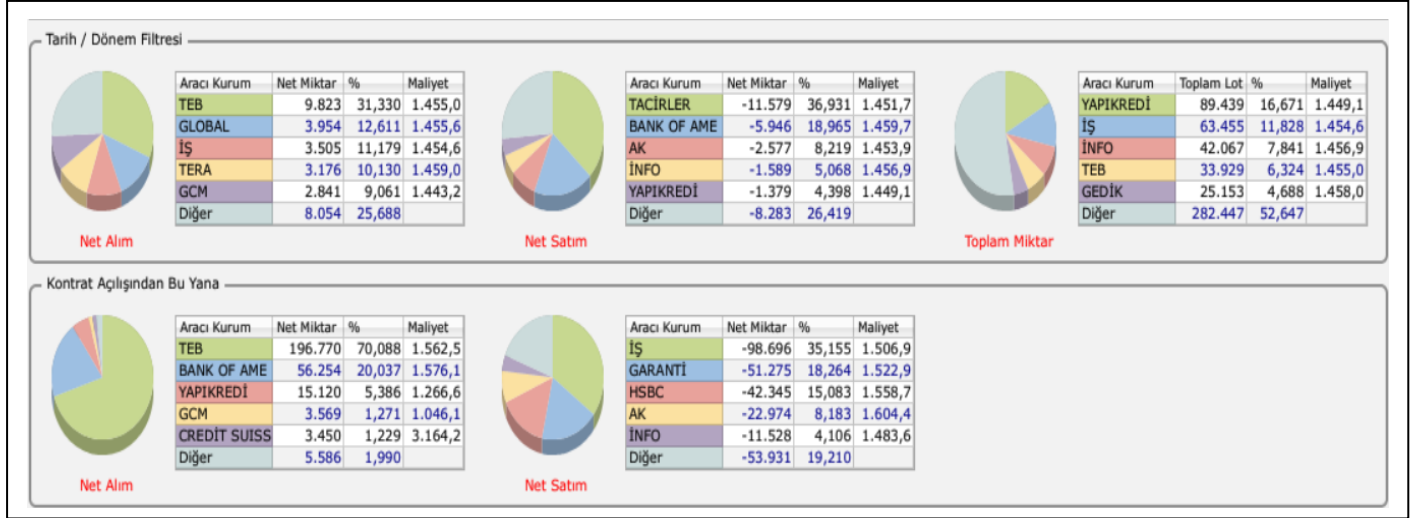 Tarih / Dönem Filtresi
Aracı Kurum Net Miktar % Maliyet
TEB 9.823 31,330 1.455,0
GLOBAL 3.954 12,611 1.455,6
İŞ 3.505 11,179 1.454,6
TERA 3.176 10,130 1.459,0
GCM 2.841 9,061 1.443,2
Diğer 8.054 25,688
Net Alım
Aracı Kurum Net Miktar % Maliyet
TACİRLER -11.579 36,931 1.451,7
BANK OF AME -5.946 18,965 1.459,7
AK -2.577 8,219 1.453,9
İNFO -1.589 5,068 1.456,9
YAPIKREDİ -1.379 4,398 1.449,1
Diğer -8.283 26,419
Net Satım
Aracı Kurum Toplam Lot % Maliyet
YAPIKREDİ 89.439 16,671 1.449,1
İŞ 63.455 11,828 1.454,6
İNFO 42.067 7,841 1.456,9
TEB 33.929 6,324 1.455,0
GEDİK 25.153 4,688 1.458,0
Diğer 282.447 52,647
Toplam Miktar
Kontrat Açılışından Bu Yana
Aracı Kurum Net Miktar % Maliyet
TEB 196.770 70,088 1.562,5
BANK OF AME 56.254 20,037 1.576,1
YAPIKREDİ 15.120 5,386 1.266,6
GCM 3.569 1,271 1.046,1
CREDİT SUISS 3.450 1,229 3.164,2
Diğer 5.586 1,990
Net Alım
Aracı Kurum Net Miktar % Maliyet
İŞ -98.696 35,155 1.506,9
GARANTİ -51.275 18,264 1.522,9
HSBC -42.345 15,083 1.558,7
AK -22.974 8,183 1.604,4
İNFO -11.528 4,106 1.483,6
Diğer -53.931 19,210
Net Satım